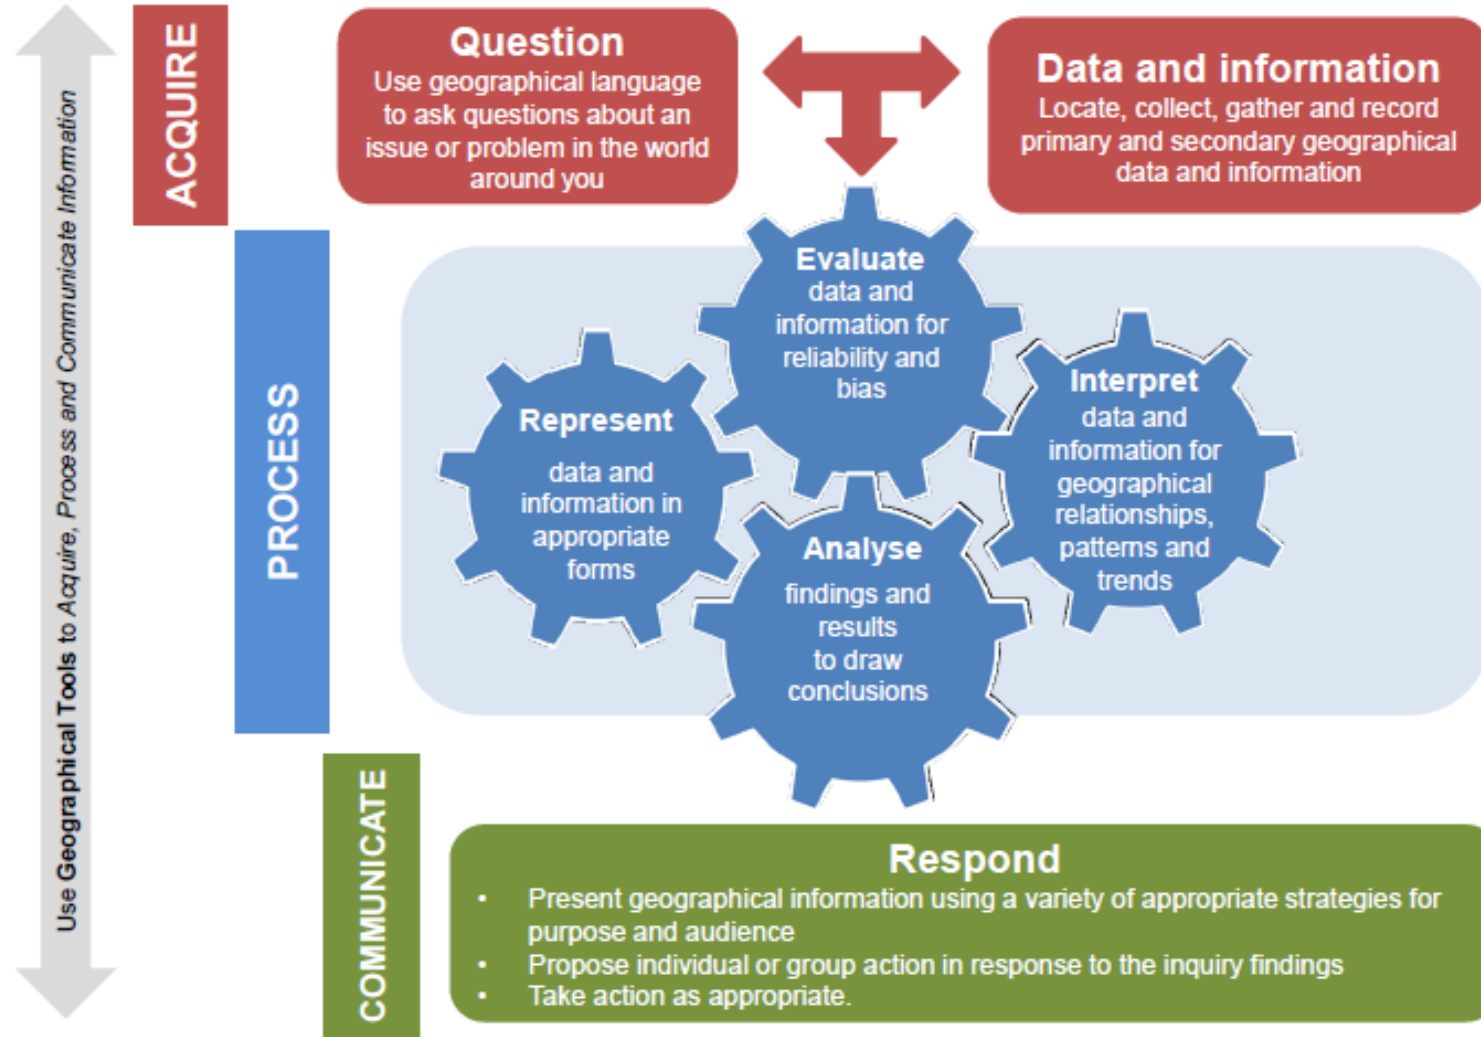 Use Geographical Tools to Acquire, Process and Communicate Information
ACQUIRE
Question
Use geographical language
to ask questions about an
issue or problem in the world
around you
Data and information
Locate, collect, gather and record
primary and secondary geographical
data and information
PROCESS
Evaluate
data and
information for
reliability and
bias
Represent
data and
information in
appropriate
forms
Interpret
data and
information for
geographical
relationships,
patterns and
trends
Analyse
findings and
results
to draw
conclusions
COMMUNICATE
Respond
• Present geographical information using a variety of appropriate strategies for
purpose and audience
• Propose individual or group action in response to the inquiry findings
• Take action as appropriate.